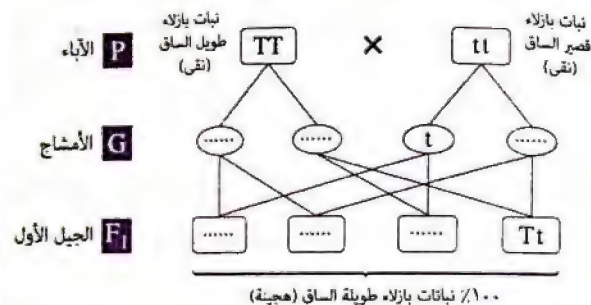 نبات بازلاء
طويل الساق
(نقى)
نبات بازلاء
قصير الساق
(نقى)
الآباء P TT × tt
الأمشاج G ...... ...... t ......
الجيل الأول F1 ...... ...... ...... Tt
١٠٠٪ نباتات بازلاء طويلة الساق (هجينة)